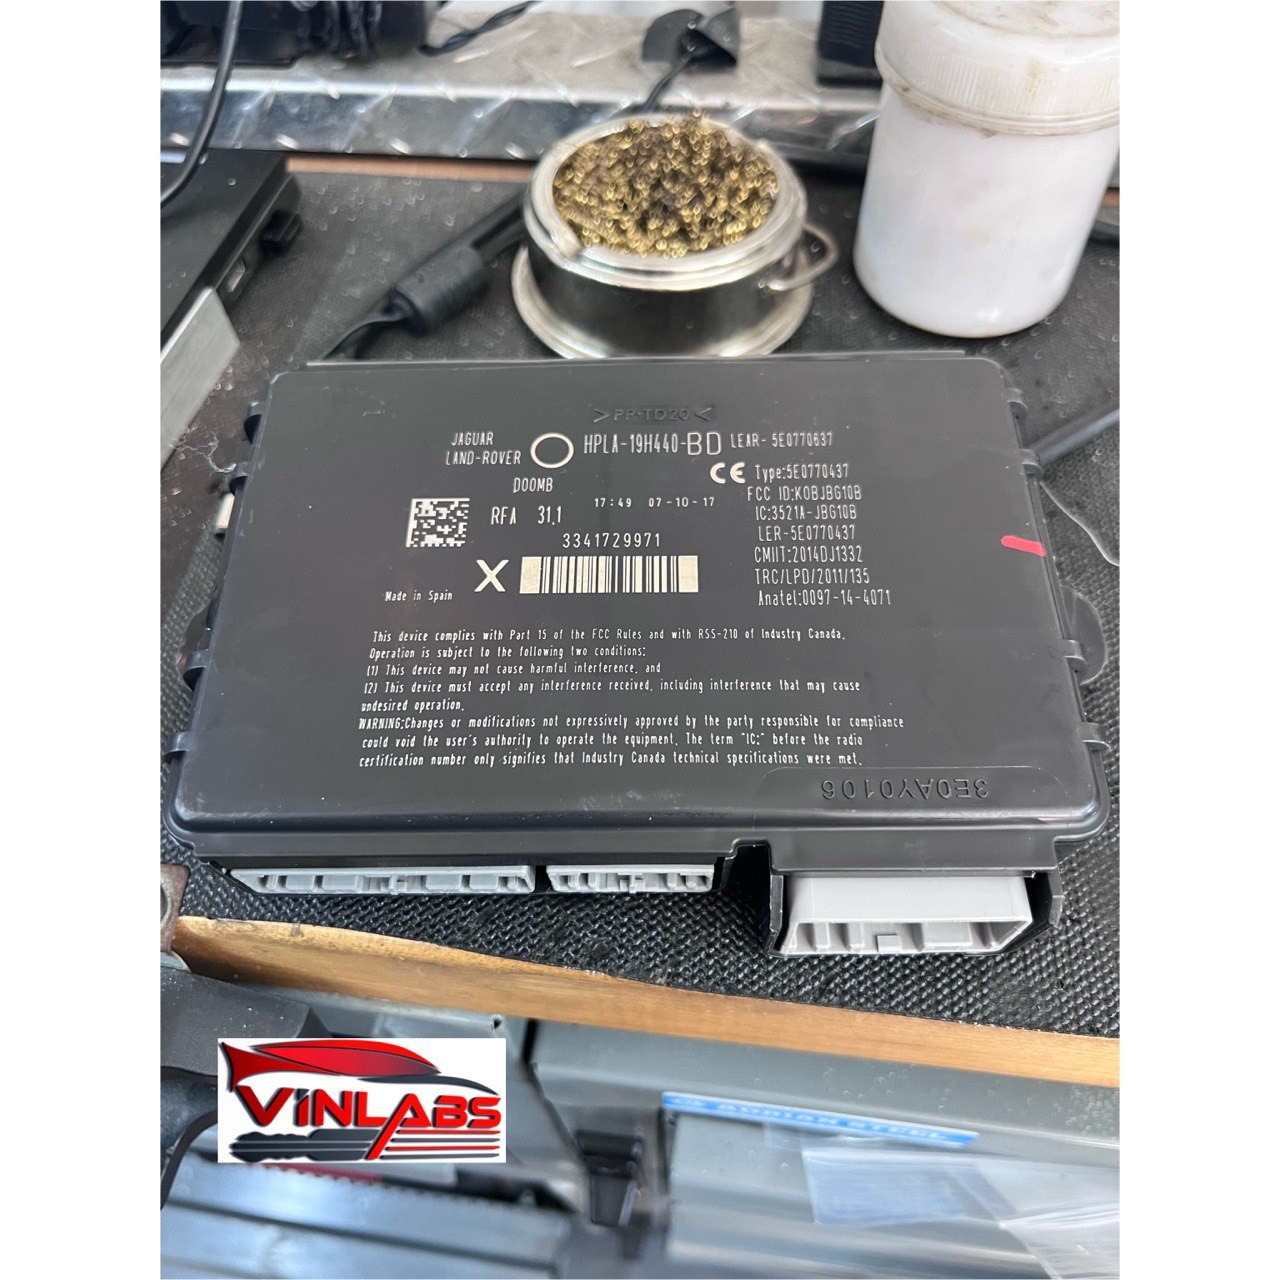 >PP-TD20<
JAGUAR
LAND-ROVER
HPLA-19H440-BD LEAR- 5E0770637
D00MB
CE Type:5E0770437
FCC ID:KOBJBG10B
IC:3521A-JBG10B
LER-5E0770437
CMIIT:2014DJ1332
TRC/LPD/2011/135
Anatel:0097-14-4071
RFA 31.1
17:49 07-10-17
3341729971
X
Made in Spain
This device complies with Part 15 of the FCC Rules and with RSS-210 of Industry Canada.
Operation is subject to the following two conditions:
(1) This device may not cause harmful interference, and
(2) This device must accept any interference received, including interference that may cause
undesired operation.
WARNING:Changes or modifications not expressively approved by the party responsible for compliance
could void the user's authority to operate the equipment. The term "IC:" before the radio
certification number only signifies that Industry Canada technical specifications were met.
3E0AY0106
VINLABS
ADRIAN STEEL